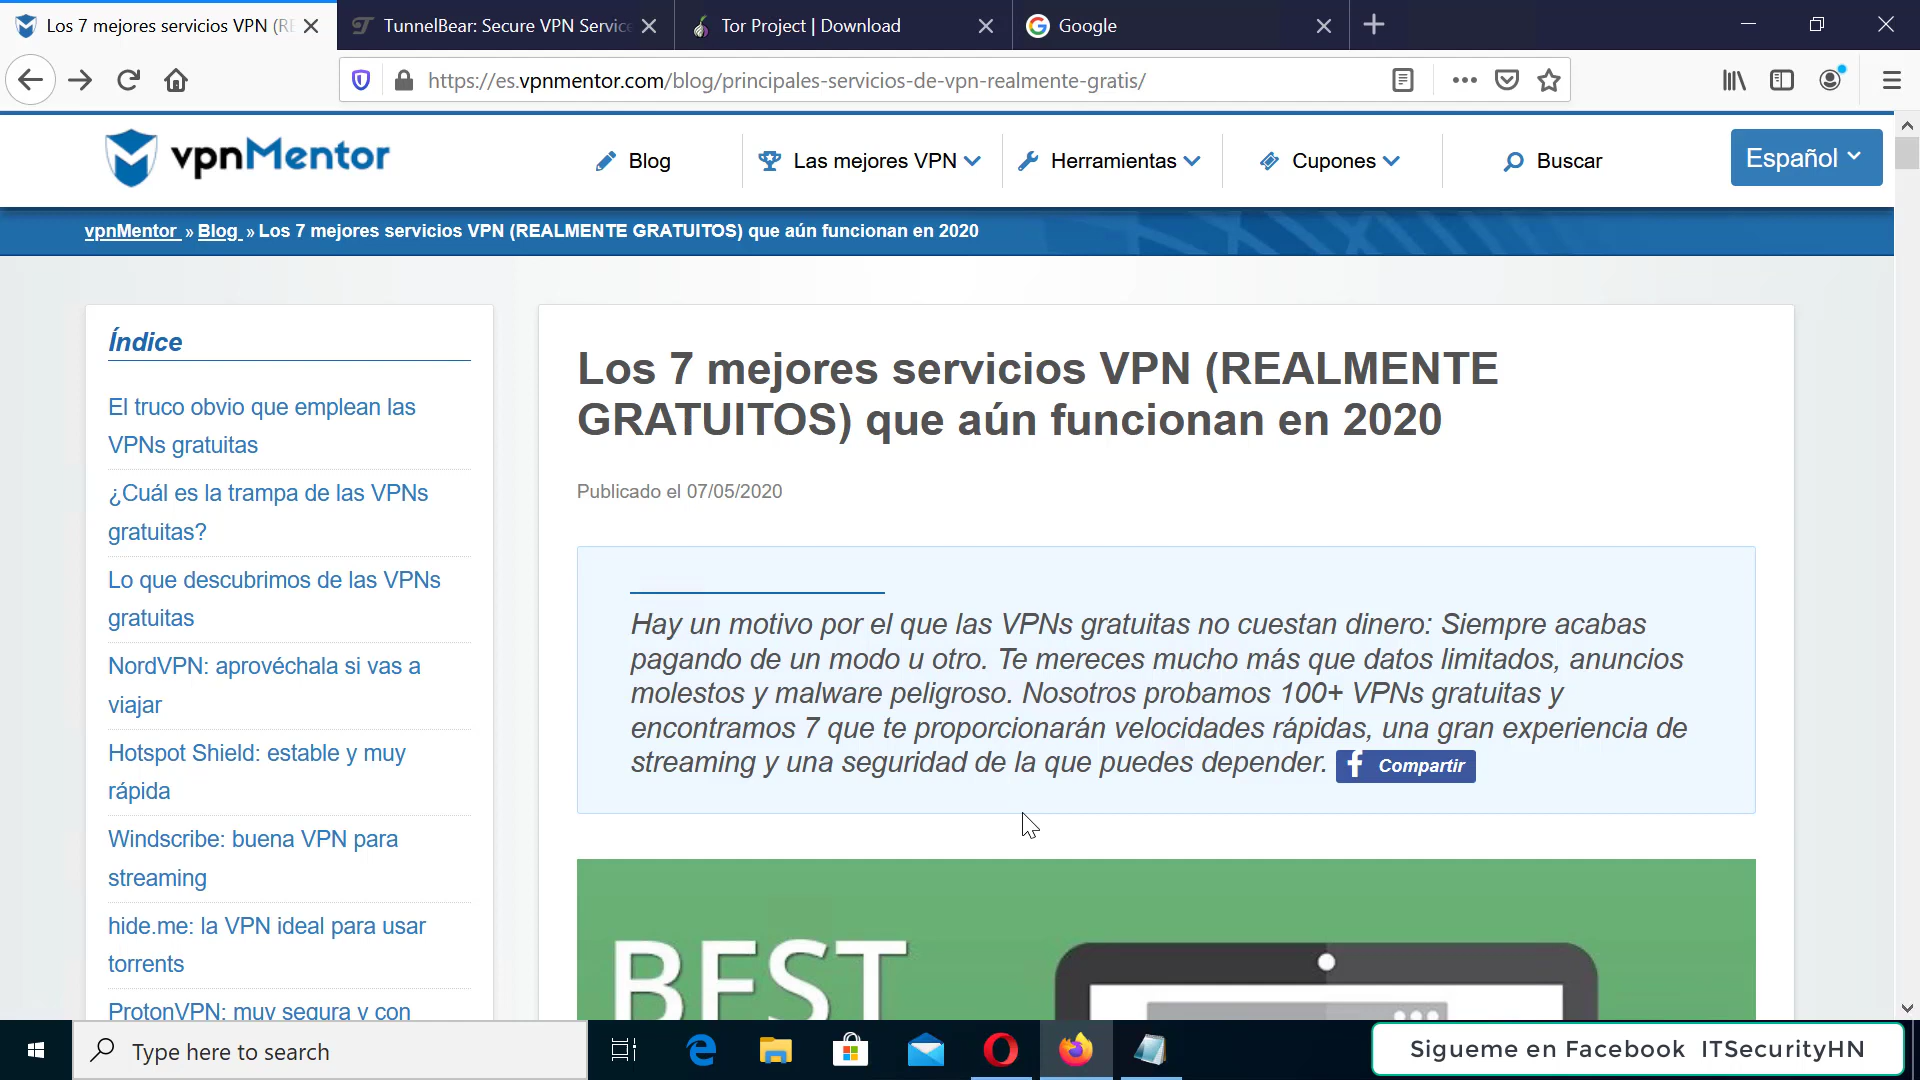 Los 7 mejores servicios VPN (RE
TunnelBear: Secure VPN Service
Tor Project | Download
Google
https://es.vpnmentor.com/blog/principales-servicios-de-vpn-realmente-gratis/
vpnMentor
Blog
Las mejores VPN
Herramientas
Cupones
Buscar
Español
vpnMentor » Blog » Los 7 mejores servicios VPN (REALMENTE GRATUITOS) que aún funcionan en 2020
Índice
El truco obvio que emplean las
VPNs gratuitas
¿Cuál es la trampa de las VPNs
gratuitas?
Lo que descubrimos de las VPNs
gratuitas
NordVPN: aprovéchala si vas a
viajar
Hotspot Shield: estable y muy
rápida
Windscribe: buena VPN para
streaming
hide.me: la VPN ideal para usar
torrents
ProtonVPN: muy segura y con
Los 7 mejores servicios VPN (REALMENTE
GRATUITOS) que aún funcionan en 2020
Publicado el 07/05/2020
Hay un motivo por el que las VPNs gratuitas no cuestan dinero: Siempre acabas
pagando de un modo u otro. Te mereces mucho más que datos limitados, anuncios
molestos y malware peligroso. Nosotros probamos 100+ VPNs gratuitas y
encontramos 7 que te proporcionarán velocidades rápidas, una gran experiencia de
streaming y una seguridad de la que puedes depender. Compartir
BEST
Type here to search
Sigueme en Facebook ITSecurityHN